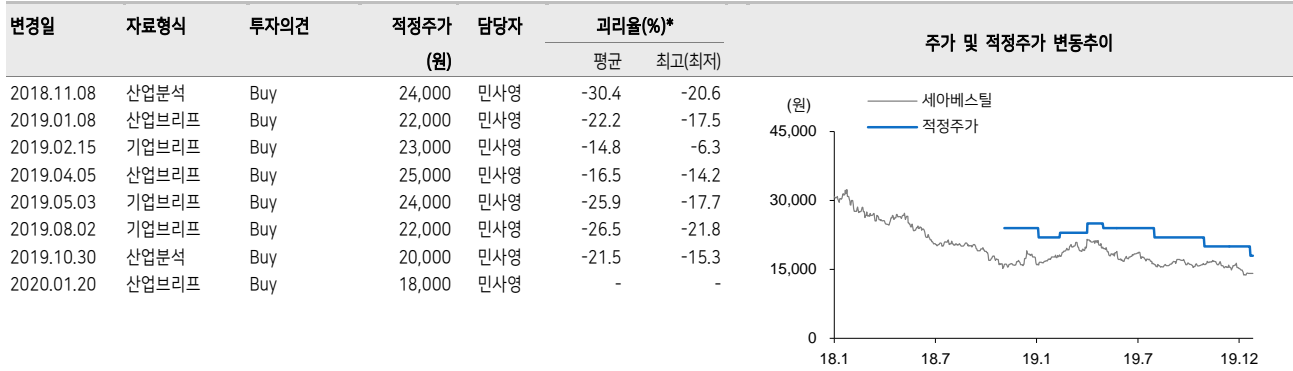 변경일 자료형식 투자의견 적정주가 담당자 괴리율(%)*
(원) 평균 최고(최저)
2018.11.08 산업분석 Buy 24,000 민사영 -30.4 -20.6
2019.01.08 산업브리프 Buy 22,000 민사영 -22.2 -17.5
2019.02.15 기업브리프 Buy 23,000 민사영 -14.8 -6.3
2019.04.05 산업브리프 Buy 25,000 민사영 -16.5 -14.2
2019.05.03 기업브리프 Buy 24,000 민사영 -25.9 -17.7
2019.08.02 기업브리프 Buy 22,000 민사영 -26.5 -21.8
2019.10.30 산업분석 Buy 20,000 민사영 -21.5 -15.3
2020.01.20 산업브리프 Buy 18,000 민사영 - -
주가 및 적정주가 변동추이
(원)
세아베스틸
적정주가
45,000
30,000
15,000
0
18.1 18.7 19.1 19.7 19.12